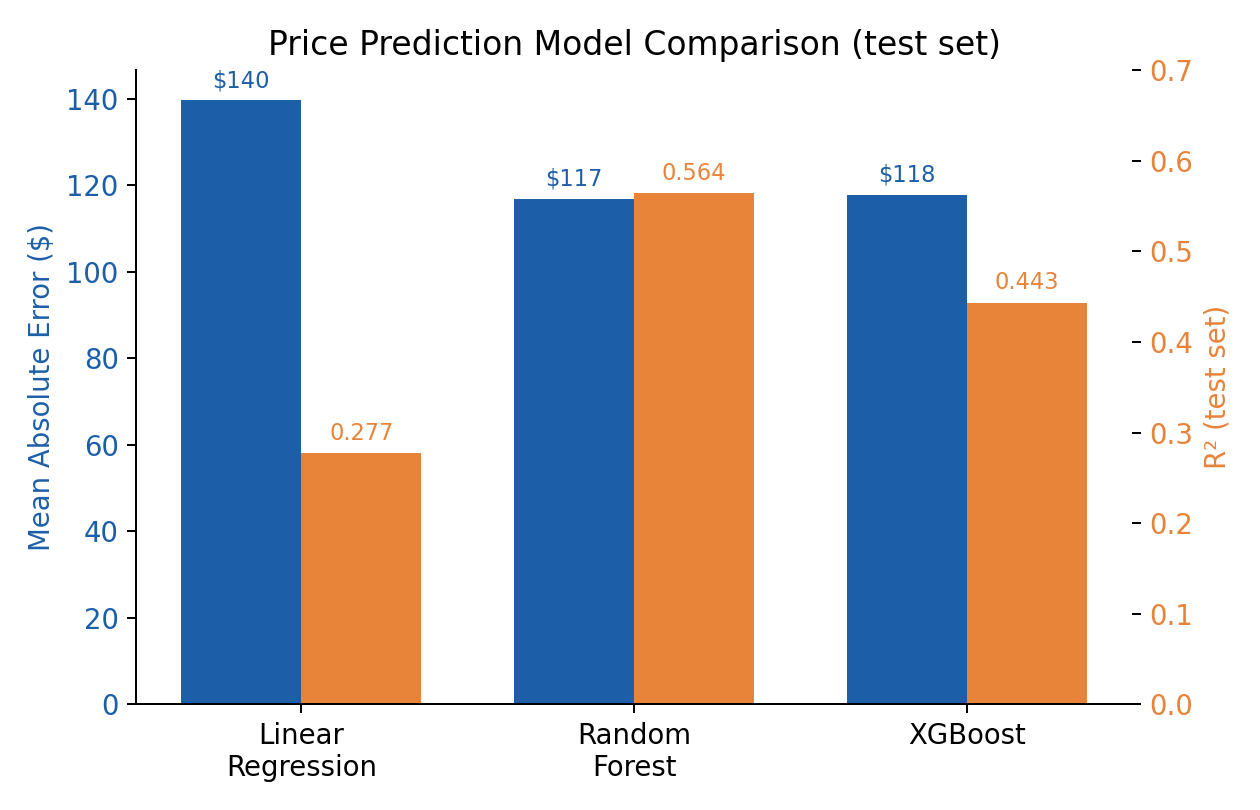 Price Prediction Model Comparison (test set)
Mean Absolute Error ($)
140
120
100
80
60
40
20
0
$140
0.277
$117
0.564
$118
0.443
Linear
Regression
Random
Forest
XGBoost
0.7
0.6
0.5
0.4
0.3
0.2
0.1
0.0
R² (test set)